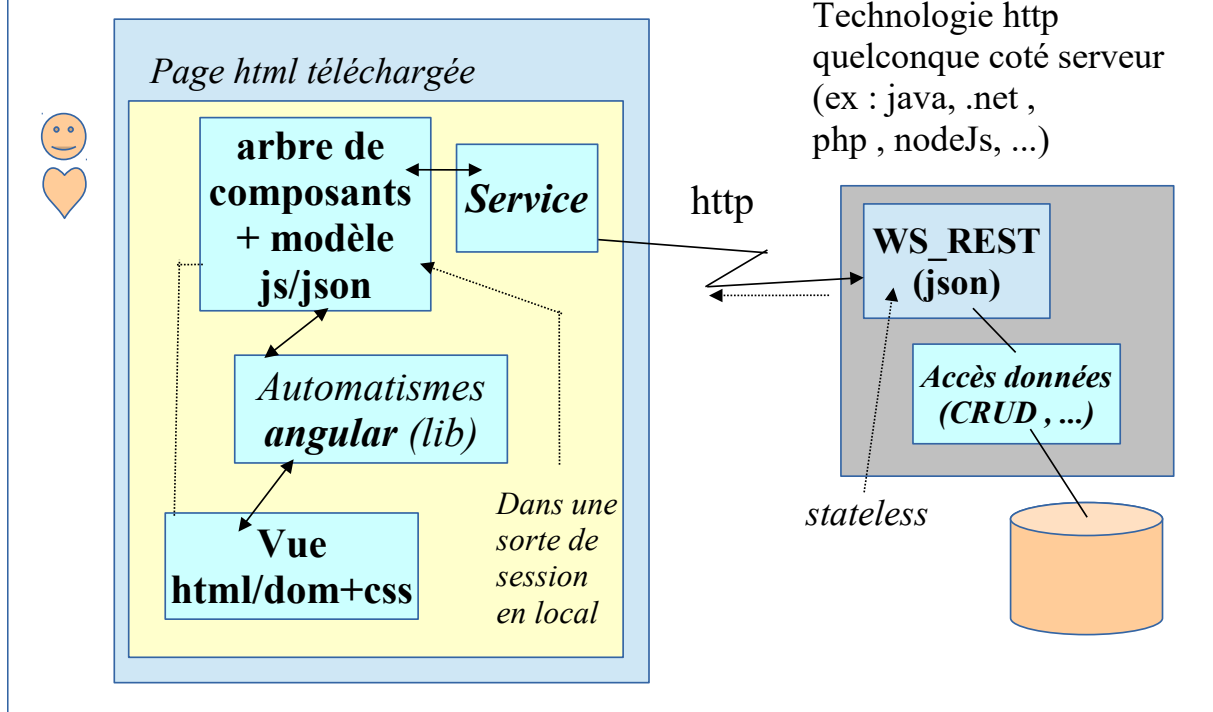 Technologie http
quelconque coté serveur
(ex : java, .net ,
php , nodeJs, ...)
Page html téléchargée
arbre de
composants
+ modèle
js/json
Service
http
WS_REST
(json)
Automatismes
angular (lib)
Accès données
(CRUD , ...)
Dans une
sorte de
session
en local
stateless
Vue
html/dom+css